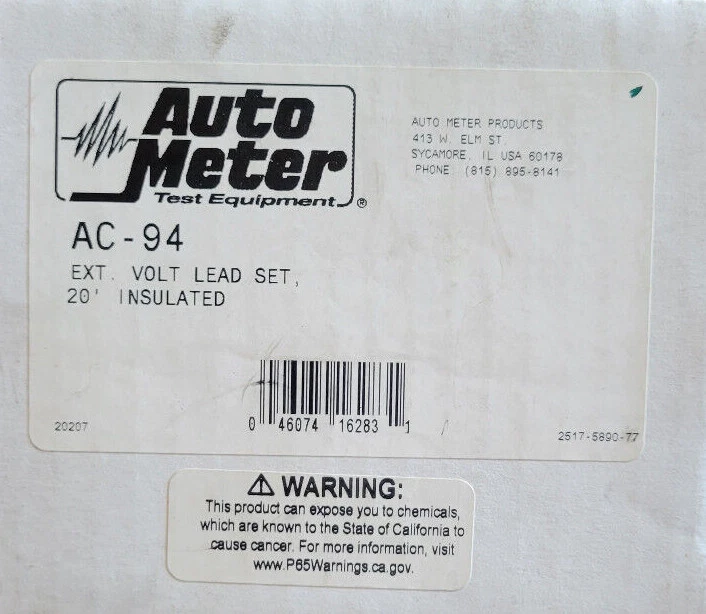 Auto
Meter
Test Equipment ®
AUTO METER PRODUCTS
413 W. ELM ST.
SYCAMORE, IL USA 60178
PHONE (815) 895-8141
AC-94
EXT. VOLT LEAD SET,
20' INSULATED
0 46074 16283 1
20207
2517-5890-77
⚠ WARNING:
This product can expose you to chemicals,
which are known to the State of California to
cause cancer. For more information, visit
www.P65Warnings.ca.gov.